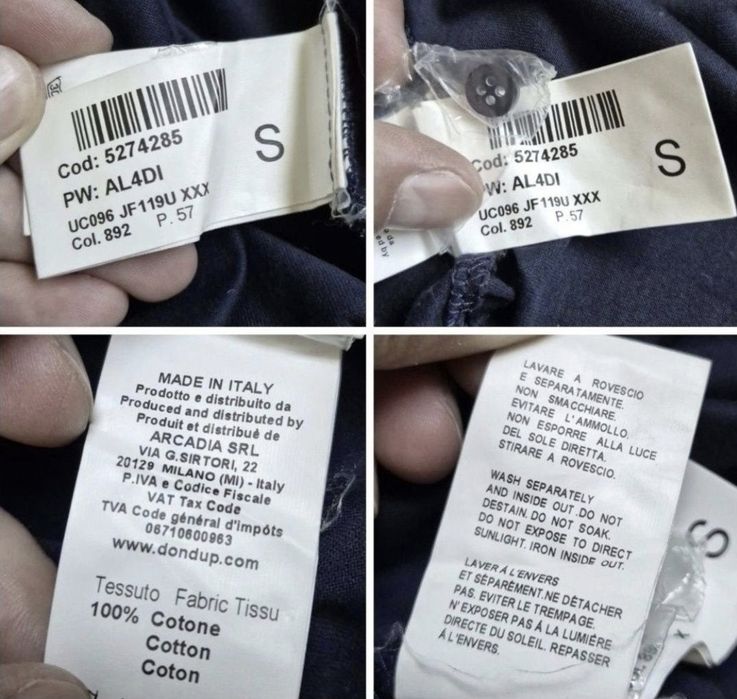 S
Cod: 5274285
PW: AL4DI
UC096 JF119U XXX
Col. 892 P. 57
S
Cod: 5274285
W: AL4DI
UC096 JF119U XXX
Col. 892 P. 57
a da
ed by
MADE IN ITALY
Prodotto e distribuito da
Produced and distributed by
Produit et distribuè de
ARCADIA SRL
VIA G.SIRTORI, 22
20129 MILANO (MI) - Italy
P.IVA e Codice Fiscale
VAT Tax Code
TVA Code général d'impóts
06710600963
www.dondup.com
Tessuto Fabric Tissu
100% Cotone
Cotton
Coton
LAVARE A ROVESCIO
E SEPARATAMENTE.
NON SMACCHIARE.
EVITARE L'AMMOLLO.
NON ESPORRE ALLA LUCE
DEL SOLE DIRETTA.
STIRARE A ROVESCIO.
WASH SEPARATELY
AND INSIDE OUT.DO NOT
DESTAIN. DO NOT SOAK.
DO NOT EXPOSE TO DIRECT
SUNLIGHT. IRON INSIDE OUT.
LAVER À L'ENVERS
ET SÉPARÉMENT.NE DÉTACHER
PAS. EVITER LE TREMPAGE.
N'EXPOSER PAS À LA LUMIÈRE
DIRECTE DU SOLEIL. REPASSER
À L'ENVERS.
S
X